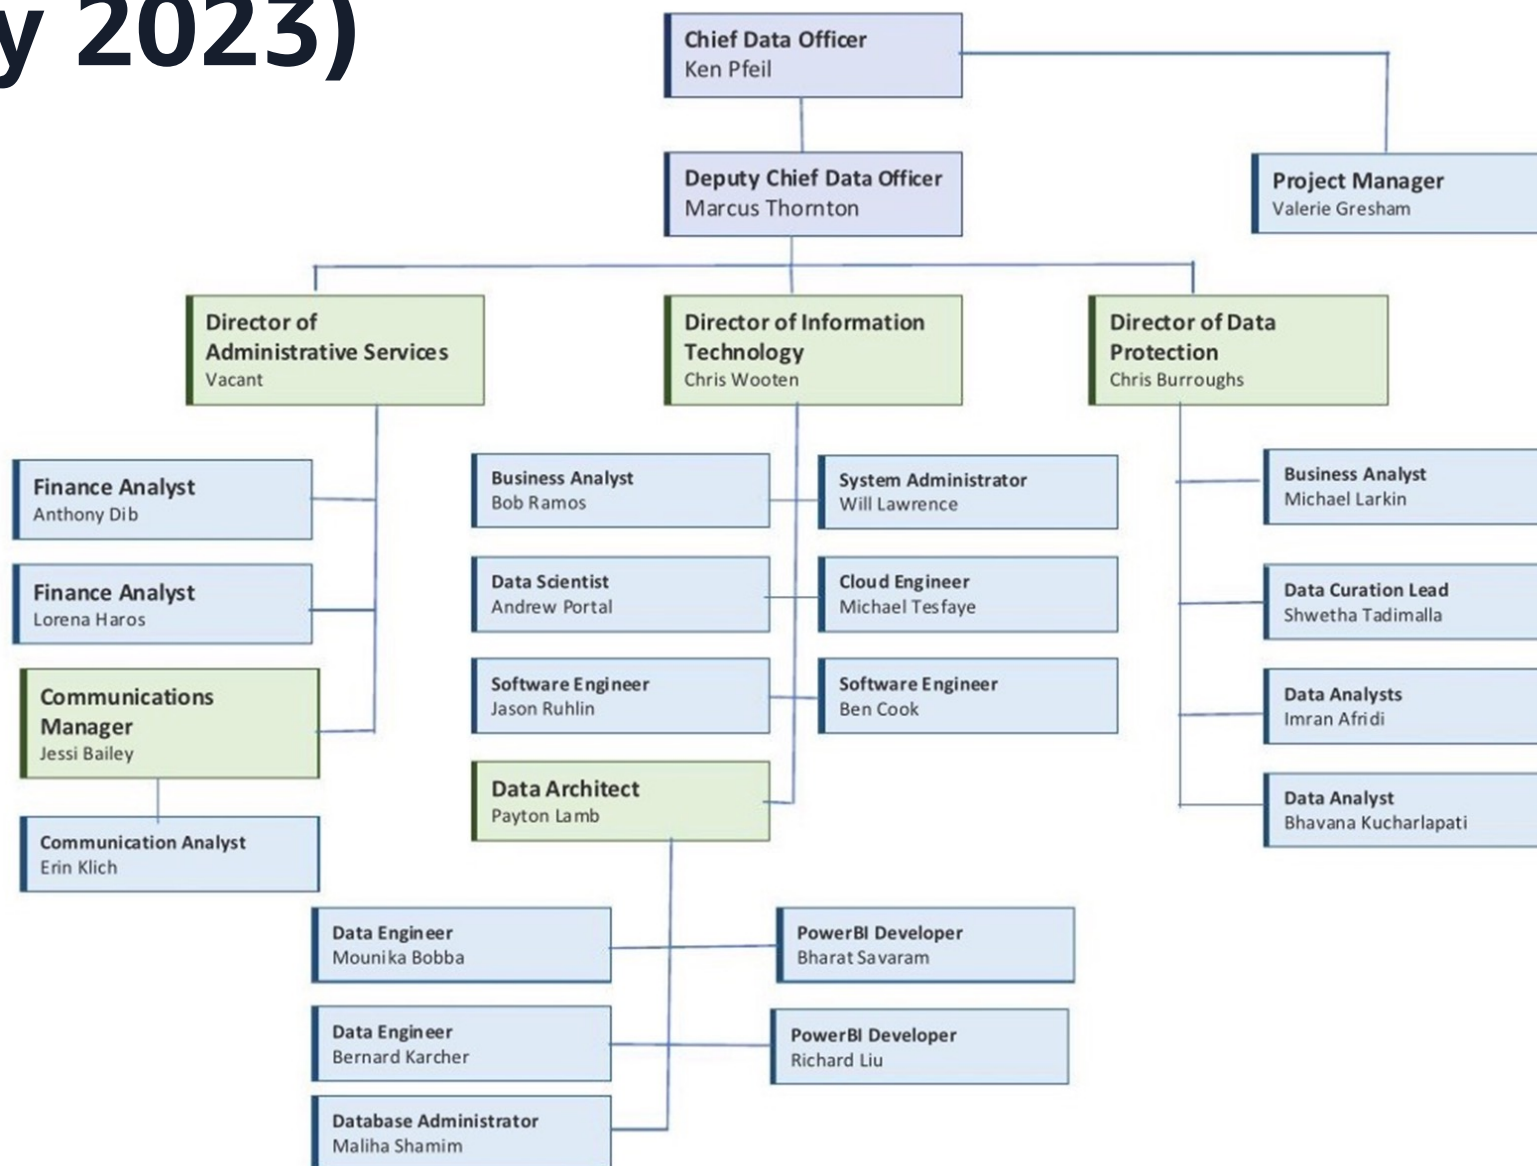 y 2023)
Chief Data Officer
Ken Pfeil
Deputy Chief Data Officer
Marcus Thornton
Project Manager
Valerie Gresham
Director of
Administrative Services
Vacant
Director of Information
Technology
Chris Wooten
Director of Data
Protection
Chris Burroughs
Finance Analyst
Anthony Dib
Finance Analyst
Lorena Haros
Communications
Manager
Jessi Bailey
Communication Analyst
Erin Klich
Business Analyst
Bob Ramos
System Administrator
Will Lawrence
Data Scientist
Andrew Portal
Cloud Engineer
Michael Tesfaye
Software Engineer
Jason Ruhlin
Software Engineer
Ben Cook
Data Architect
Payton Lamb
Data Engineer
Mounika Bobba
PowerBI Developer
Bharat Savaram
Data Engineer
Bernard Karcher
PowerBI Developer
Richard Liu
Database Administrator
Maliha Shamim
Business Analyst
Michael Larkin
Data Curation Lead
Shwetha Tadimalla
Data Analysts
Imran Afridi
Data Analyst
Bhavana Kucharlapati